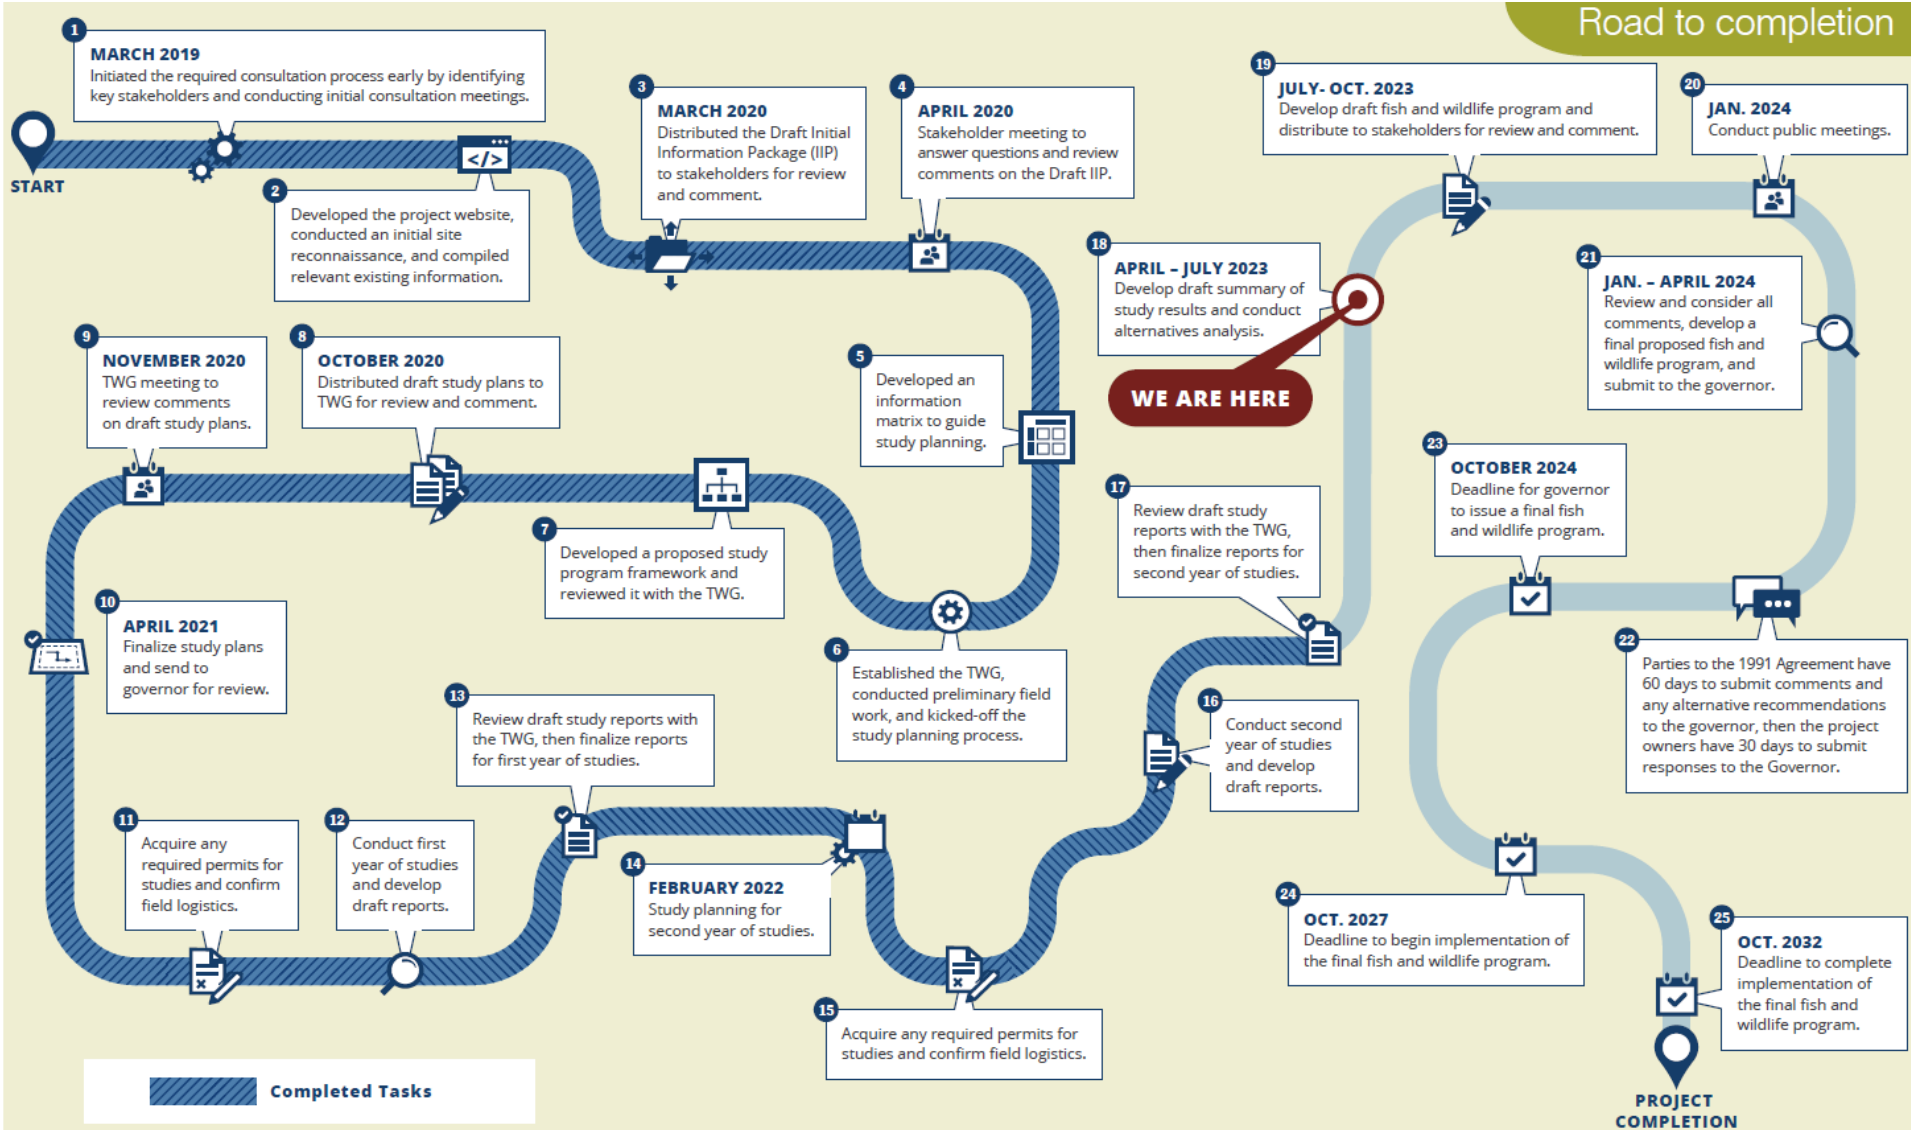 Road to completion
START
1
MARCH 2019
Initiated the required consultation process early by identifying
key stakeholders and conducting initial consultation meetings.
</>
2
Developed the project website,
conducted an initial site
reconnaissance, and compiled
relevant existing information.
3
MARCH 2020
Distributed the Draft Initial
Information Package (IIP)
to stakeholders for review
and comment.
4
APRIL 2020
Stakeholder meeting to
answer questions and review
comments on the Draft IIP.
5
Developed an
information
matrix to guide
study planning.
6
Established the TWG,
conducted preliminary field
work, and kicked-off the
study planning process.
7
Developed a proposed study
program framework and
reviewed it with the TWG.
8
OCTOBER 2020
Distributed draft study plans to
TWG for review and comment.
9
NOVEMBER 2020
TWG meeting to
review comments
on draft study plans.
10
APRIL 2021
Finalize study plans
and send to
governor for review.
11
Acquire any
required permits for
studies and confirm
field logistics.
12
Conduct first
year of studies
and develop
draft reports.
13
Review draft study reports with
the TWG, then finalize reports
for first year of studies.
14
FEBRUARY 2022
Study planning for
second year of studies.
15
Acquire any required permits for
studies and confirm field logistics.
16
Conduct second
year of studies
and develop
draft reports.
17
Review draft study
reports with the TWG,
then finalize reports for
second year of studies.
18
APRIL – JULY 2023
Develop draft summary of
study results and conduct
alternatives analysis.
WE ARE HERE
19
JULY- OCT. 2023
Develop draft fish and wildlife program and
distribute to stakeholders for review and comment.
20
JAN. 2024
Conduct public meetings.
21
JAN. – APRIL 2024
Review and consider all
comments, develop a
final proposed fish and
wildlife program, and
submit to the governor.
22
Parties to the 1991 Agreement have
60 days to submit comments and
any alternative recommendations
to the governor, then the project
owners have 30 days to submit
responses to the Governor.
23
OCTOBER 2024
Deadline for governor
to issue a final fish
and wildlife program.
24
OCT. 2027
Deadline to begin implementation of
the final fish and wildlife program.
25
OCT. 2032
Deadline to complete
implementation of
the final fish and
wildlife program.
PROJECT
COMPLETION
Completed Tasks